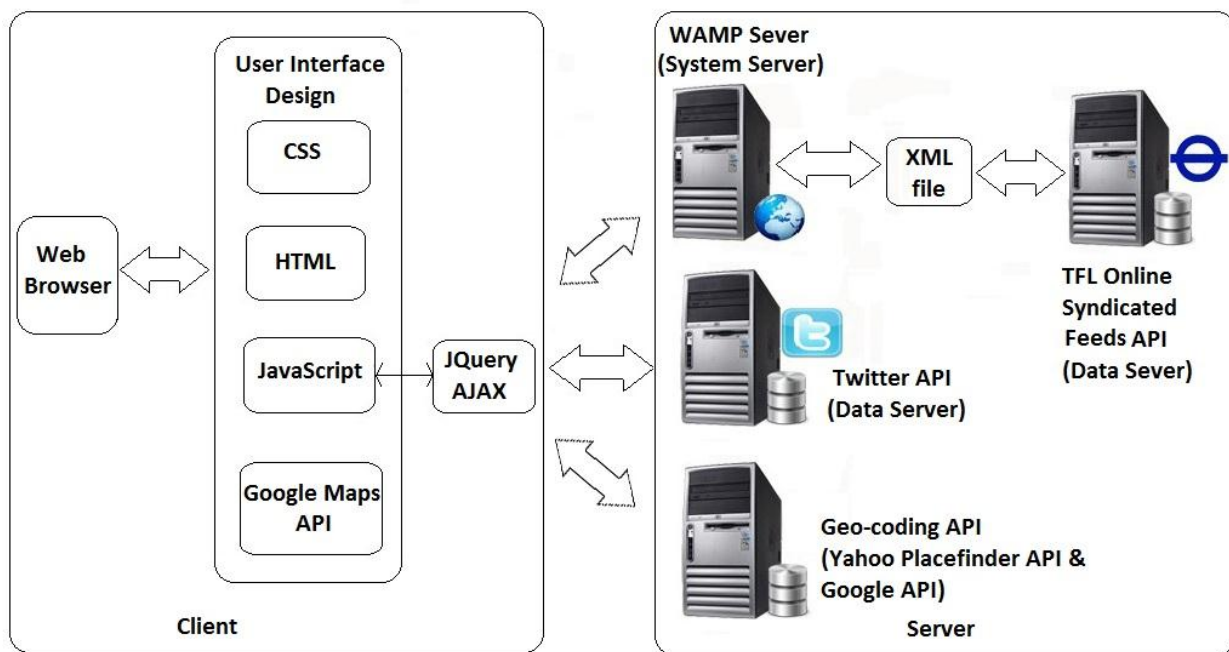 User Interface
Design
CSS
HTML
JavaScript
Google Maps
API
Web
Browser
JQuery
AJAX
Client
WAMP Sever
(System Server)
XML
file
TFL Online
Syndicated
Feeds API
(Data Sever)
Twitter API
(Data Server)
Geo-coding API
(Yahoo Placefinder API &
Google API)
Server